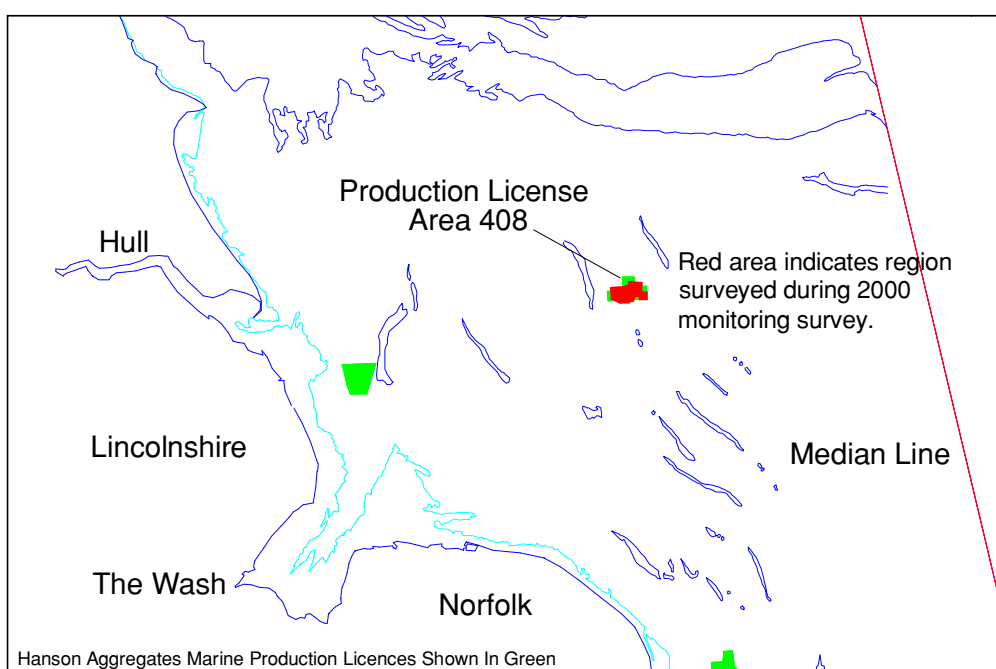 Production License
Area 408
Hull
Red area indicates region
surveyed during 2000
monitoring survey.
Lincolnshire
Median Line
The Wash
Norfolk
Hanson Aggregates Marine Production Licences Shown In Green